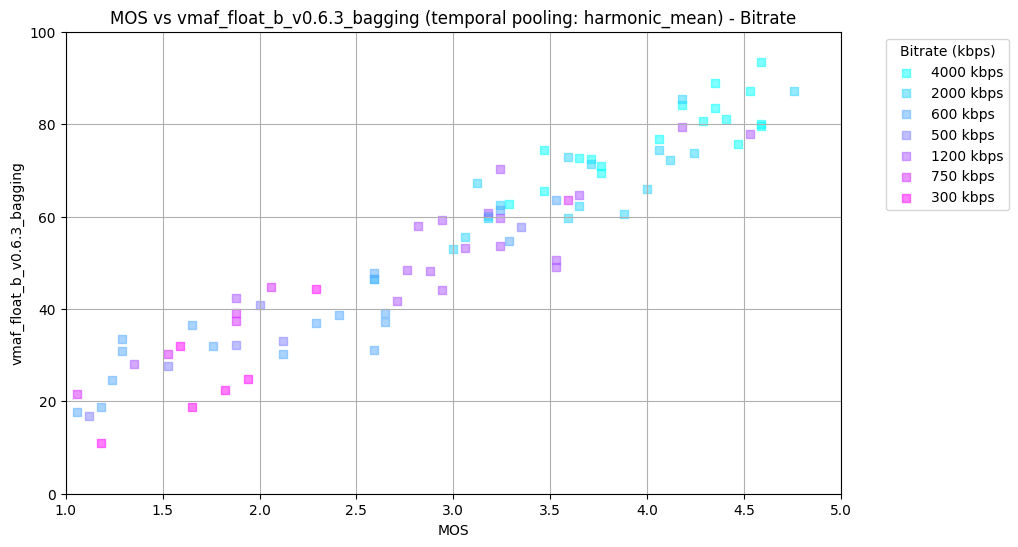 MOS vs vmaf_float_b_v0.6.3_bagging (temporal pooling: harmonic_mean) - Bitrate
100
80
60
40
20
0
vmaf_float_b_v0.6.3_bagging
1.0 1.5 2.0 2.5 3.0 3.5 4.0 4.5 5.0
MOS
Bitrate (kbps)
4000 kbps
2000 kbps
600 kbps
500 kbps
1200 kbps
750 kbps
300 kbps